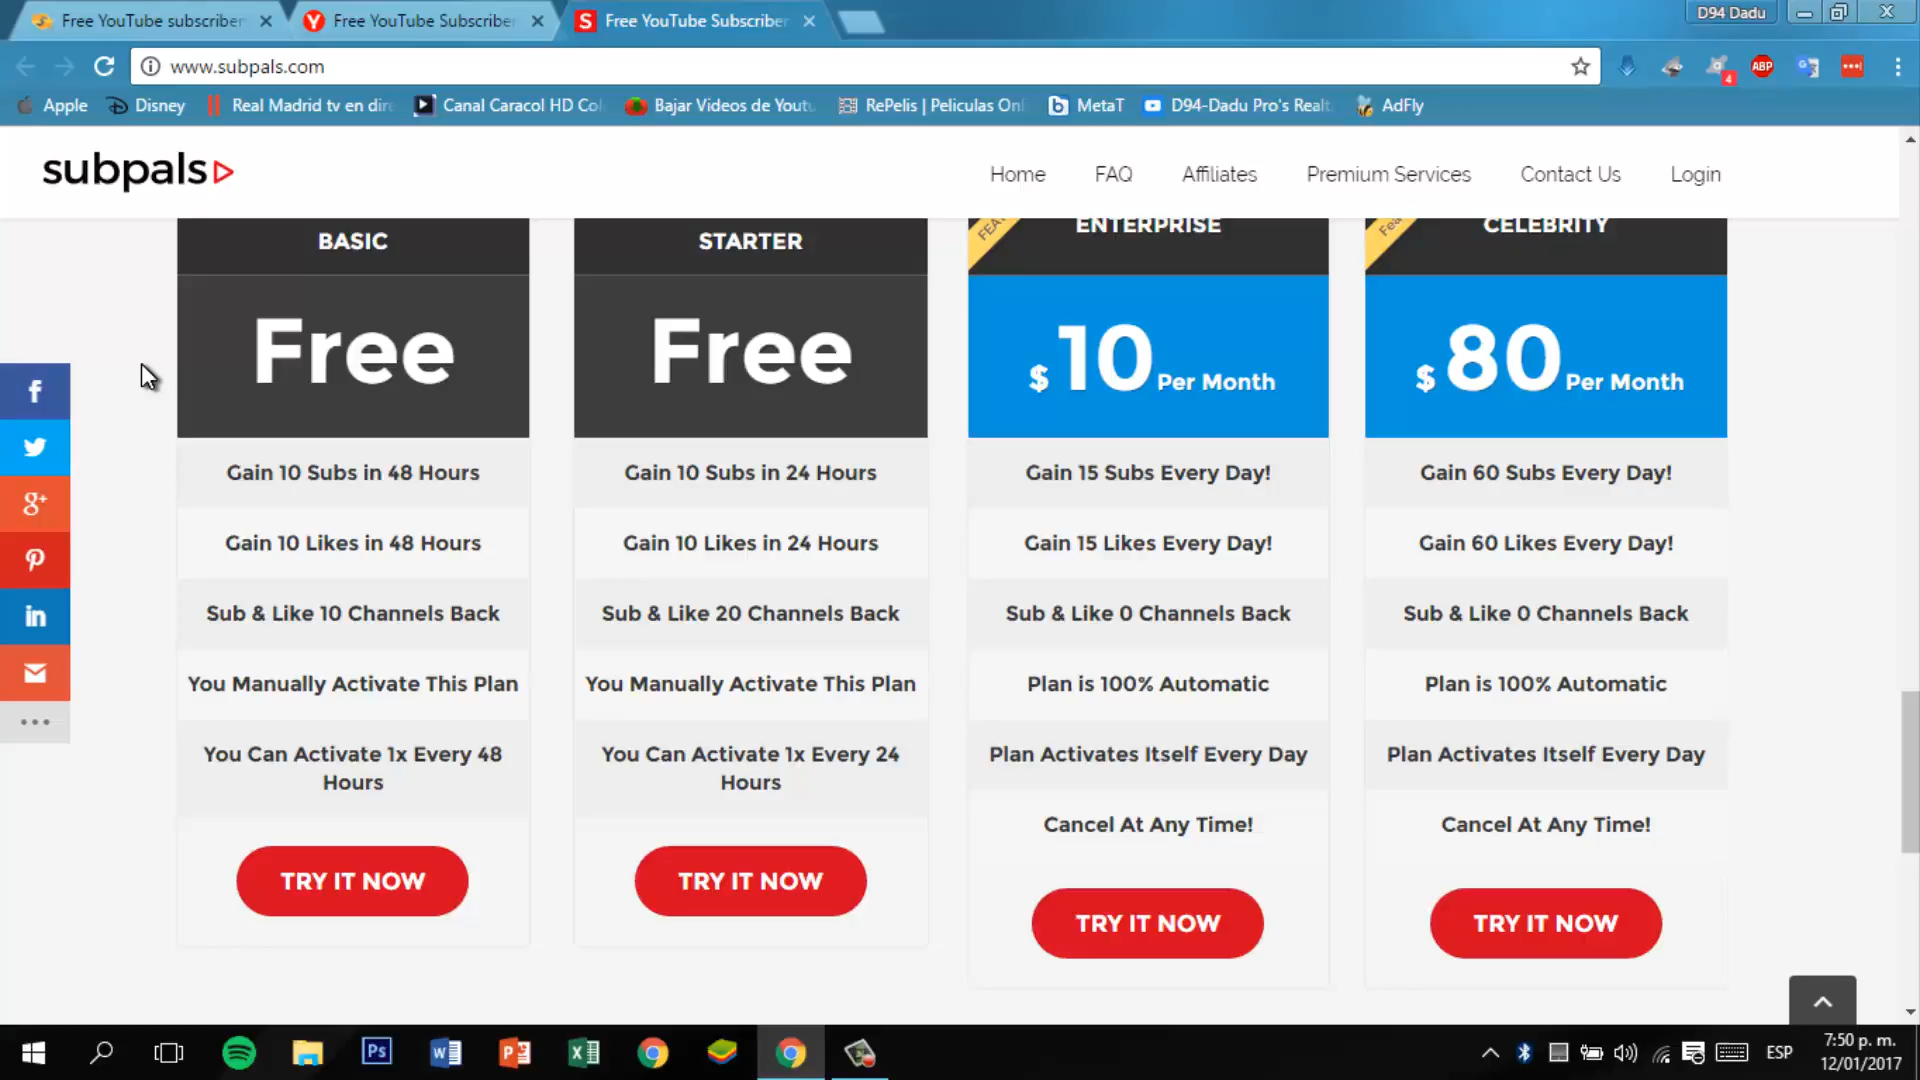 Free YouTube subscriber
Free YouTube Subscriber
Free YouTube Subscriber
D94 Dadu
www.subpals.com
4
ABP
Apple
Disney
Real Madrid tv en dire
Canal Caracol HD Col
Bajar Videos de Youtu
RePelis | Peliculas Onl
MetaT
D94-Dadu Pro's Realt
AdFly
subpals
Home
FAQ
Affiliates
Premium Services
Contact Us
Login
BASIC
Free
Gain 10 Subs in 48 Hours
Gain 10 Likes in 48 Hours
Sub & Like 10 Channels Back
You Manually Activate This Plan
You Can Activate 1x Every 48
Hours
TRY IT NOW
STARTER
Free
Gain 10 Subs in 24 Hours
Gain 10 Likes in 24 Hours
Sub & Like 20 Channels Back
You Manually Activate This Plan
You Can Activate 1x Every 24
Hours
TRY IT NOW
ENTERPRISE
$10 Per Month
Gain 15 Subs Every Day!
Gain 15 Likes Every Day!
Sub & Like 0 Channels Back
Plan is 100% Automatic
Plan Activates Itself Every Day
Cancel At Any Time!
TRY IT NOW
CELEBRITY
$80 Per Month
Gain 60 Subs Every Day!
Gain 60 Likes Every Day!
Sub & Like 0 Channels Back
Plan is 100% Automatic
Plan Activates Itself Every Day
Cancel At Any Time!
TRY IT NOW
ESP
7:50 p. m.
12/01/2017